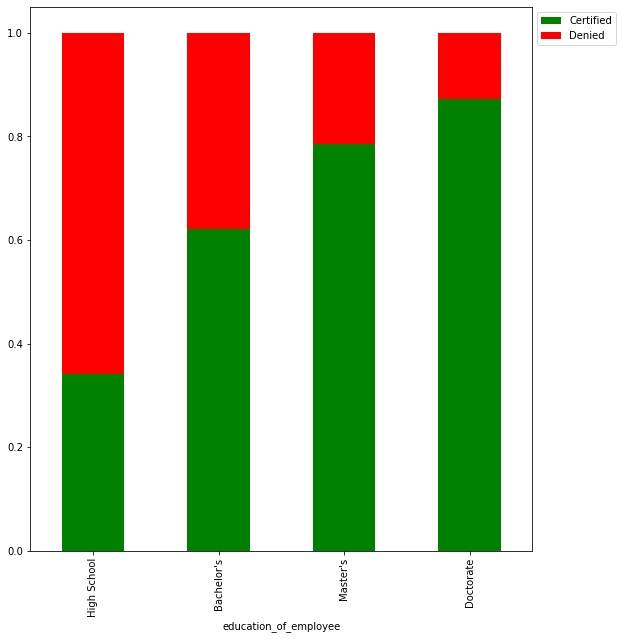 Certified
Denied
1.0
0.8
0.6
0.4
0.2
0.0
High School
Bachelor's
Master's
Doctorate
education_of_employee